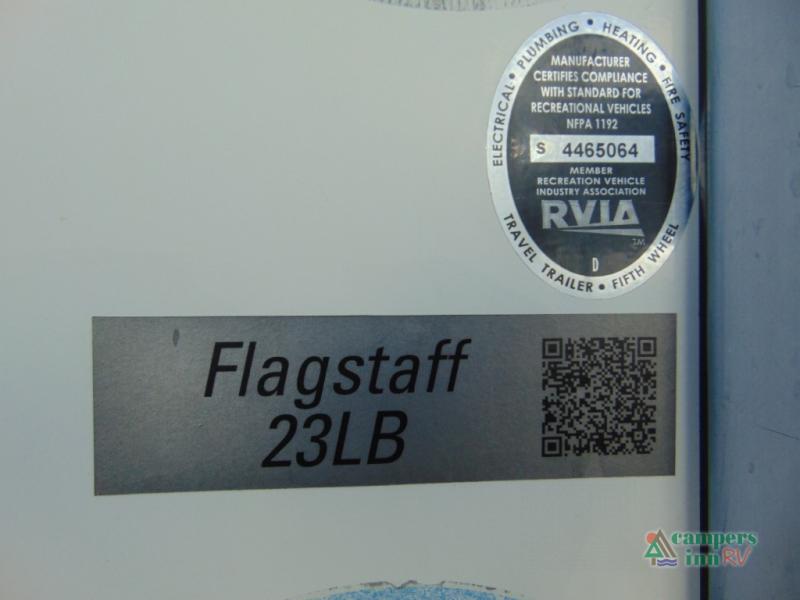 ELECTRICAL • PLUMBING • HEATING • FIRE SAFETY
MANUFACTURER
CERTIFIES COMPLIANCE
WITH STANDARD FOR
RECREATIONAL VEHICLES
NFPA 1192
S 4465064
MEMBER
RECREATION VEHICLE
INDUSTRY ASSOCIATION
RVIA
TM
D
TRAVEL TRAILER • FIFTH WHEEL
Flagstaff
23LB
campers
inn RV